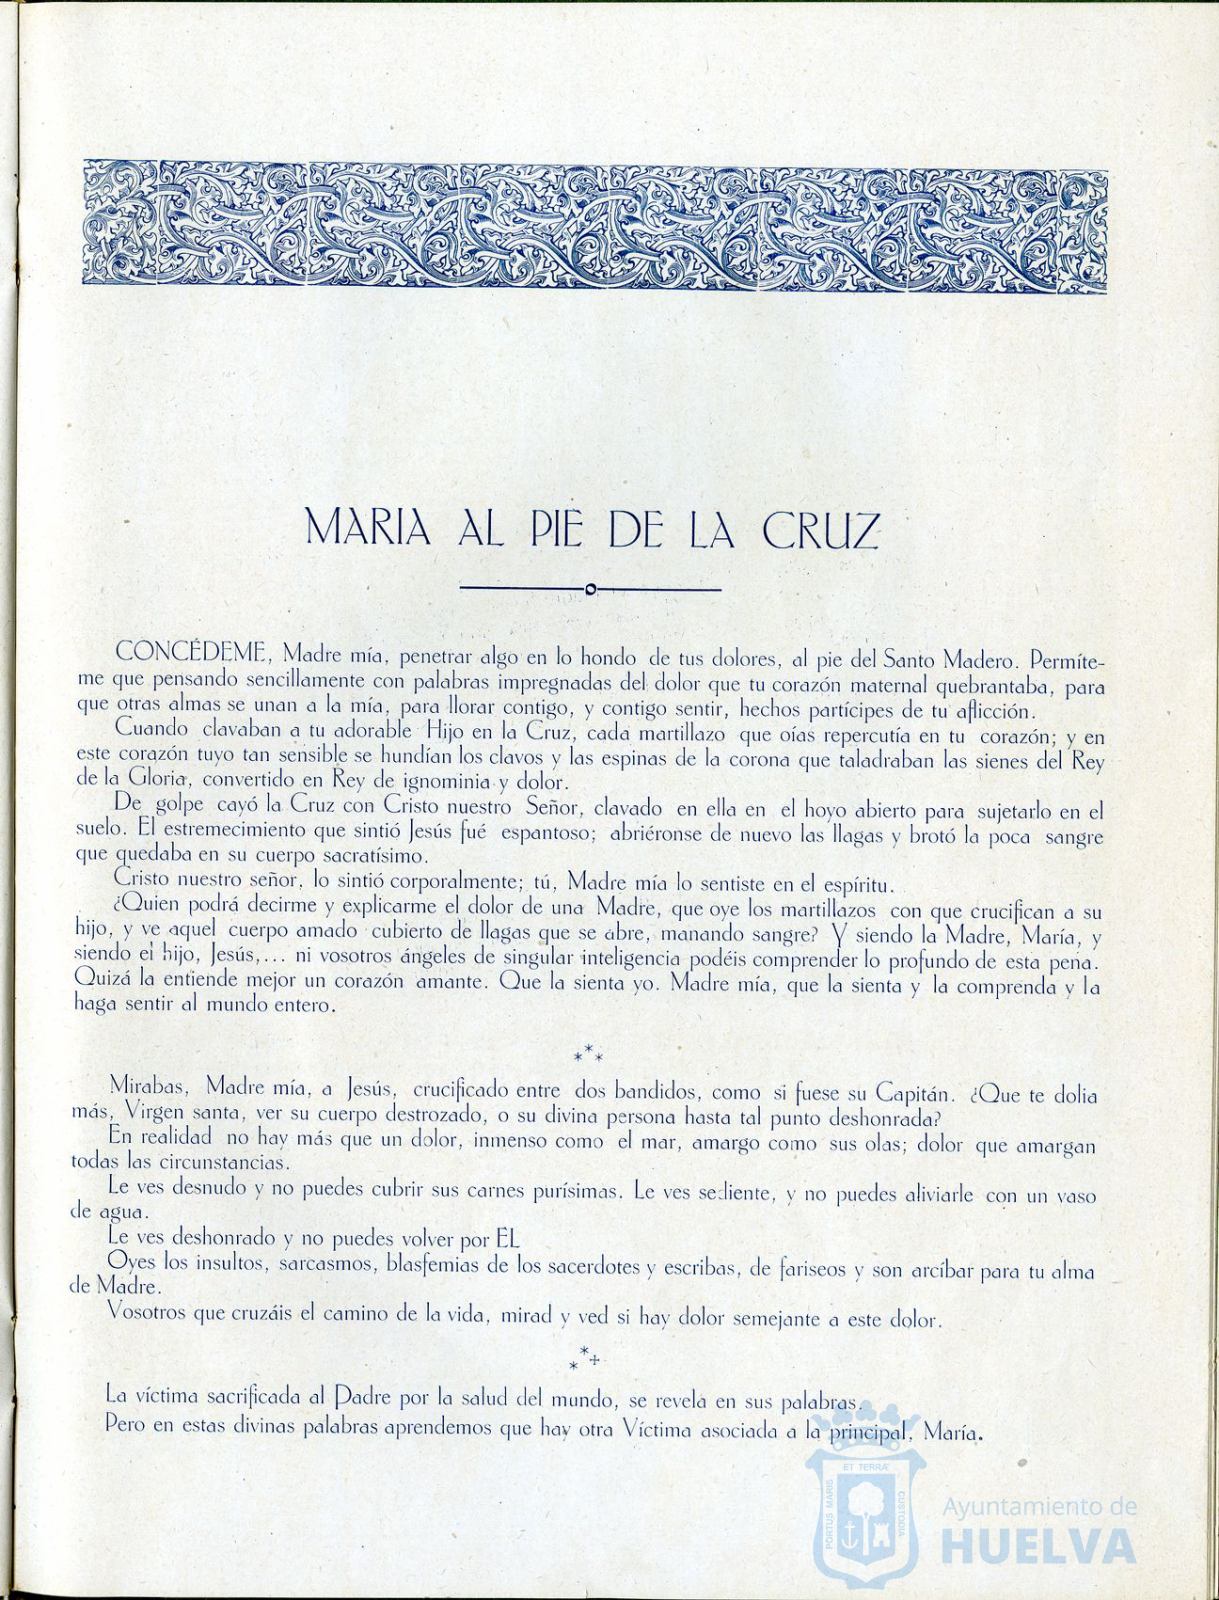 MARIA AL PIE DE LA CRUZ
CONCÉDEME, Madre mía, penetrar algo en lo hondo de tus dolores, al pie del Santo Madero. Permíte-
me que pensando sencillamente con palabras impregnadas del dolor que tu corazón maternal quebrantaba, para
que otras almas se unan a la mía, para llorar contigo, y contigo sentir, hechos partícipes de tu aflicción.
Cuando clavaban a tu adorable Hijo en la Cruz, cada martillazo que oías repercutía en tu corazón; y en
este corazón tuyo tan sensible se hundían los clavos y las espinas de la corona que taladraban las sienes del Rey
de la Gloria, convertido en Rey de ignominia y dolor.
De golpe cayó la Cruz con Cristo nuestro Señor, clavado en ella en el hoyo abierto para sujetarlo en el
suelo. El estremecimiento que sintió Jesús fué espantoso; abriéronse de nuevo las llagas y brotó la poca sangre
que quedaba en su cuerpo sacratísimo.
Cristo nuestro señor, lo sintió corporalmente; tú, Madre mía lo sentiste en el espíritu.
¿Quien podrá decirme y explicarme el dolor de una Madre, que oye los martillazos con que crucifican a su
hijo, y ve aquel cuerpo amado cubierto de llagas que se abre, manando sangre? Y siendo la Madre, María, y
siendo el hijo, Jesús,... ni vosotros ángeles de singular inteligencia podéis comprender lo profundo de esta pena.
Quizá la entiende mejor un corazón amante. Que la sienta yo. Madre mía, que la sienta y la comprenda y la
haga sentir al mundo entero.
***
Mirabas, Madre mía, a Jesús, crucificado entre dos bandidos, como si fuese su Capitán. ¿Que te dolia
más, Virgen santa, ver su cuerpo destrozado, o su divina persona hasta tal punto deshonrada?
En realidad no hay más que un dolor, inmenso como el mar, amargo como sus olas; dolor que amargan
todas las circunstancias.
Le ves desnudo y no puedes cubrir sus carnes purísimas. Le ves sediente, y no puedes aliviarle con un vaso
de agua.
Le ves deshonrado y no puedes volver por EL
Oyes los insultos, sarcasmos, blasfemias de los sacerdotes y escribas, de fariseos y son arcíbar para tu alma
de Madre.
Vosotros que cruzáis el camino de la vida, mirad y ved si hay dolor semejante a este dolor.
***
La víctima sacrificada al Padre por la salud del mundo, se revela en sus palabras.
Pero en estas divinas palabras aprendemos que hay otra Víctima asociada a la principal, María.
ET TERRA
PORTUS MARIS
CUSTODIA
Ayuntamiento de
HUELVA